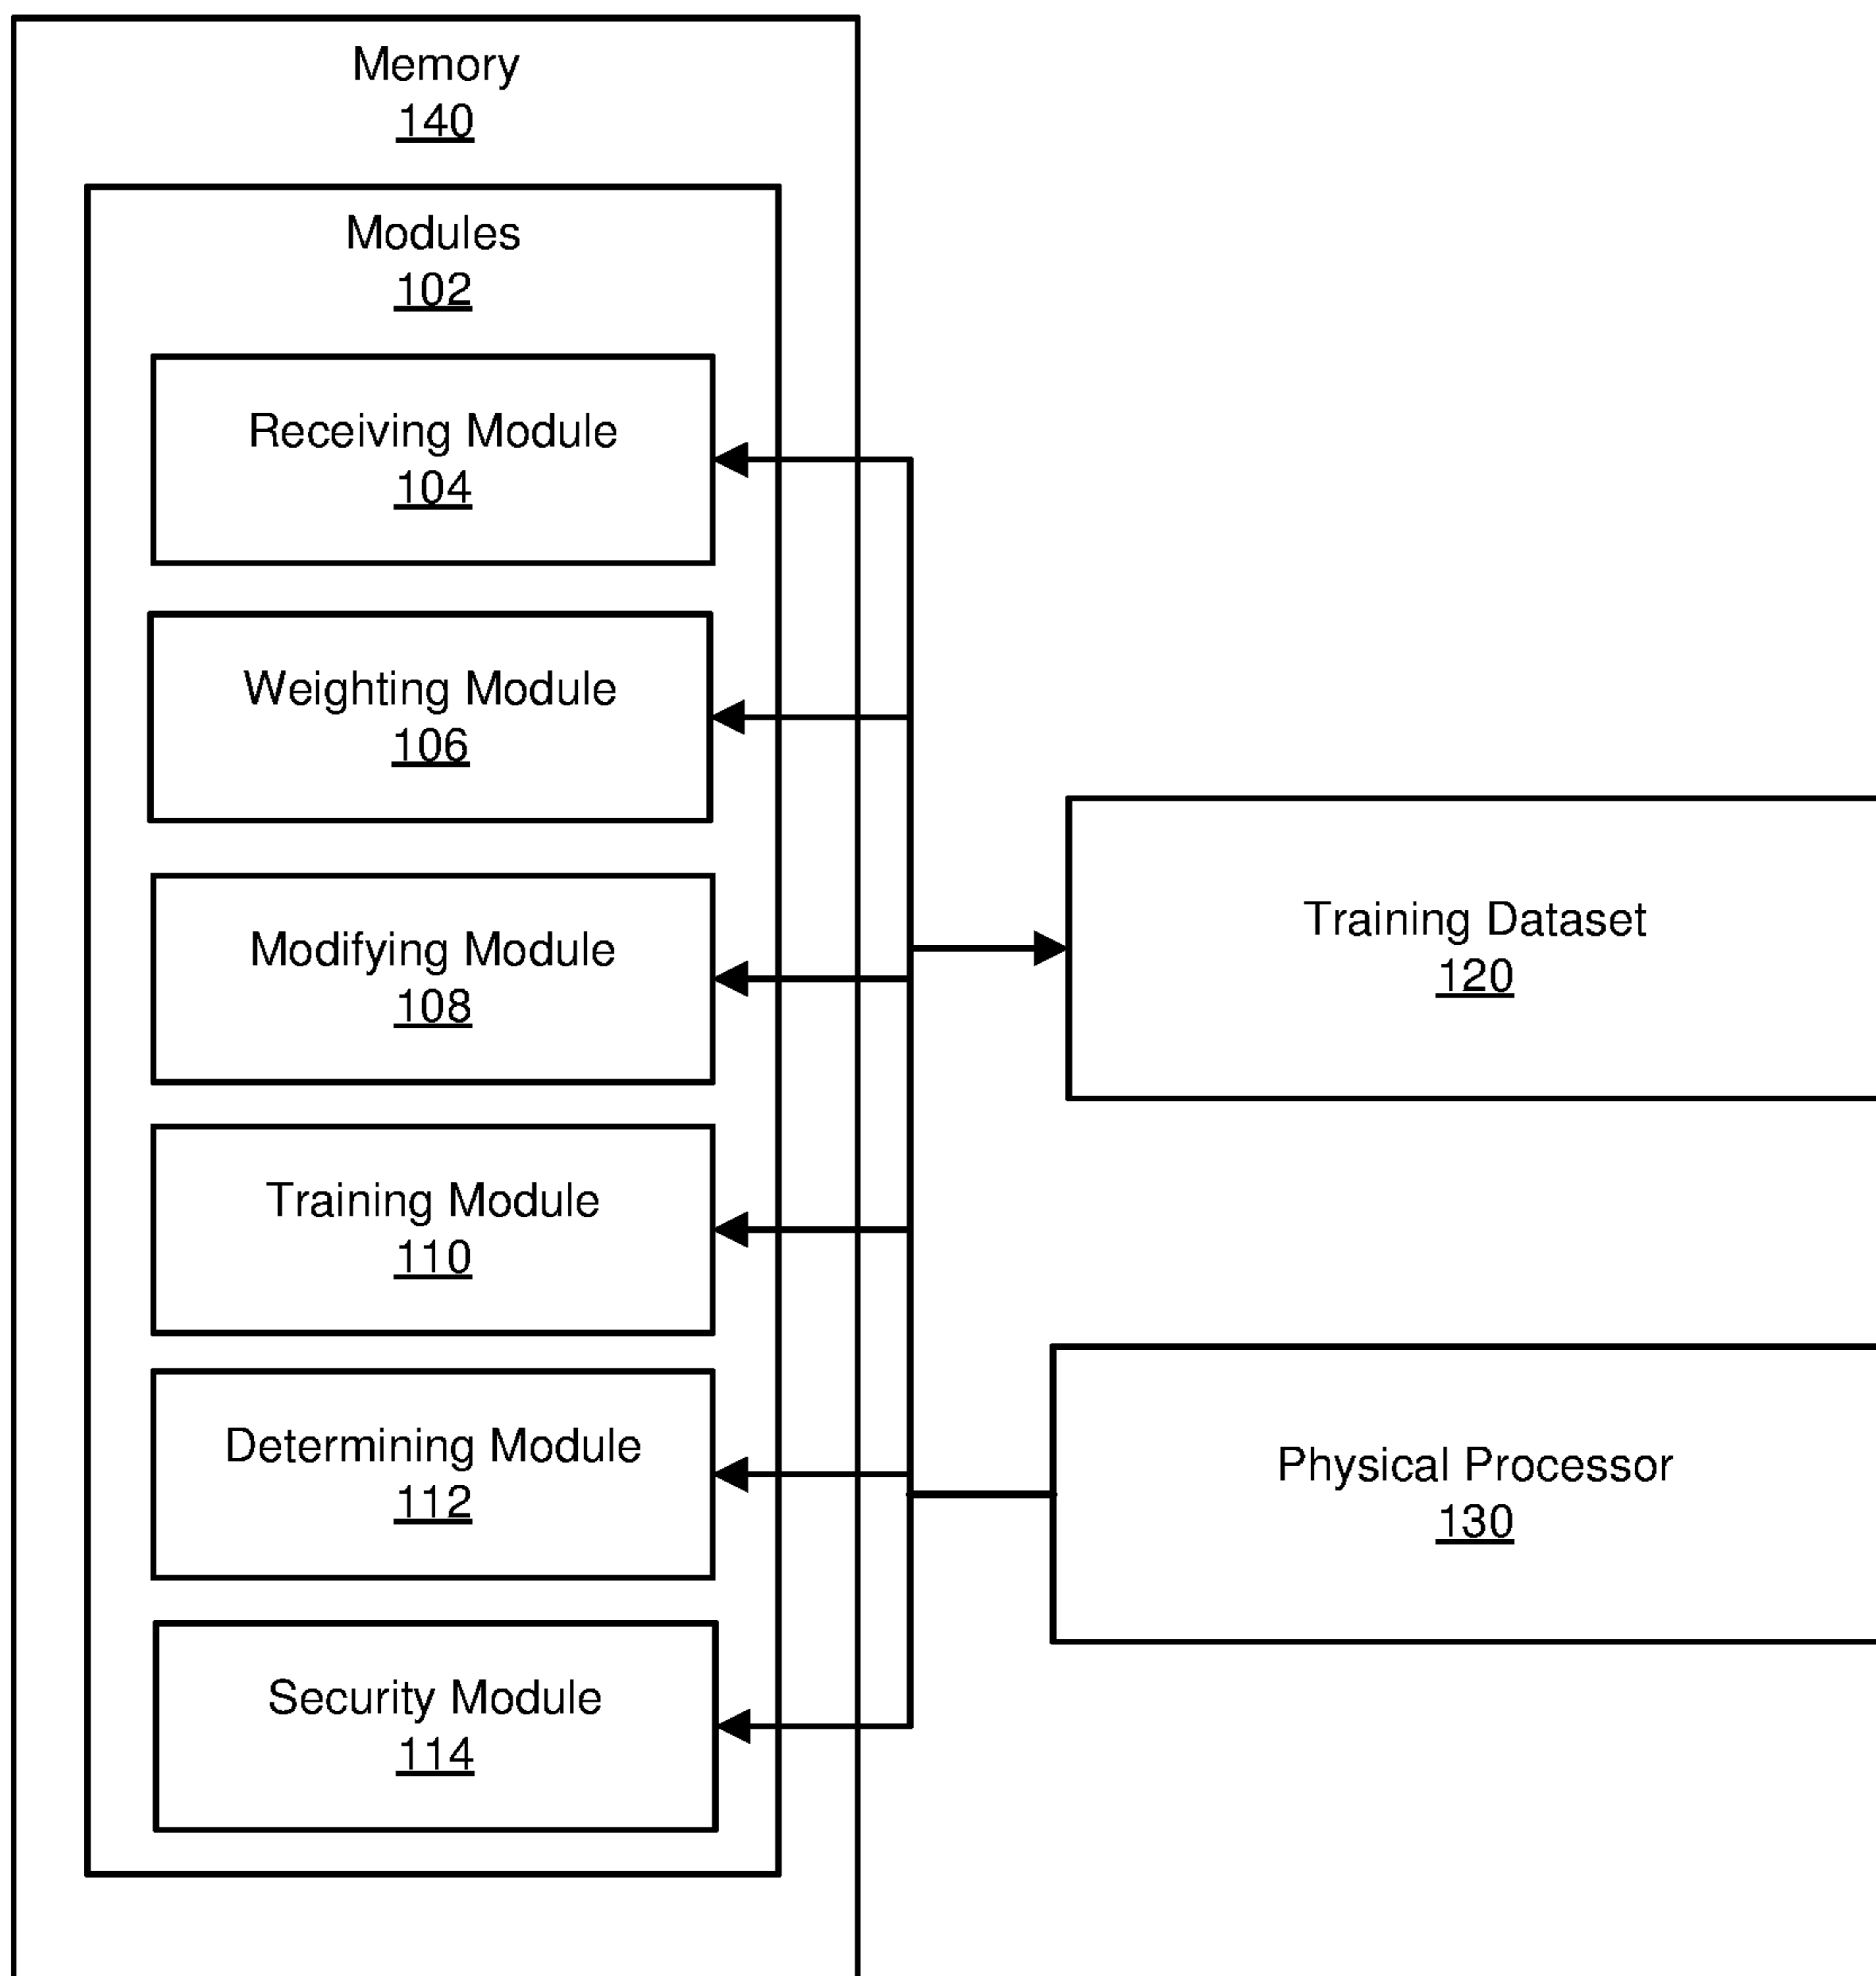 Memory
140
Modules
102
Receiving Module
104
Weighting Module
106
Modifying Module
108
Training Module
110
Determining Module
112
Security Module
114
Training Dataset
120
Physical Processor
130